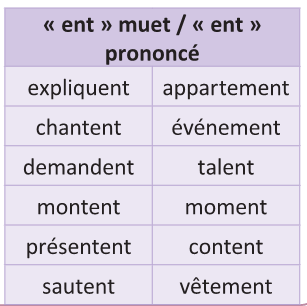 « ent » muet / « ent »
prononcé
expliquent appartement
chantent événement
demandent talent
montent moment
présentent content
sautent vêtement